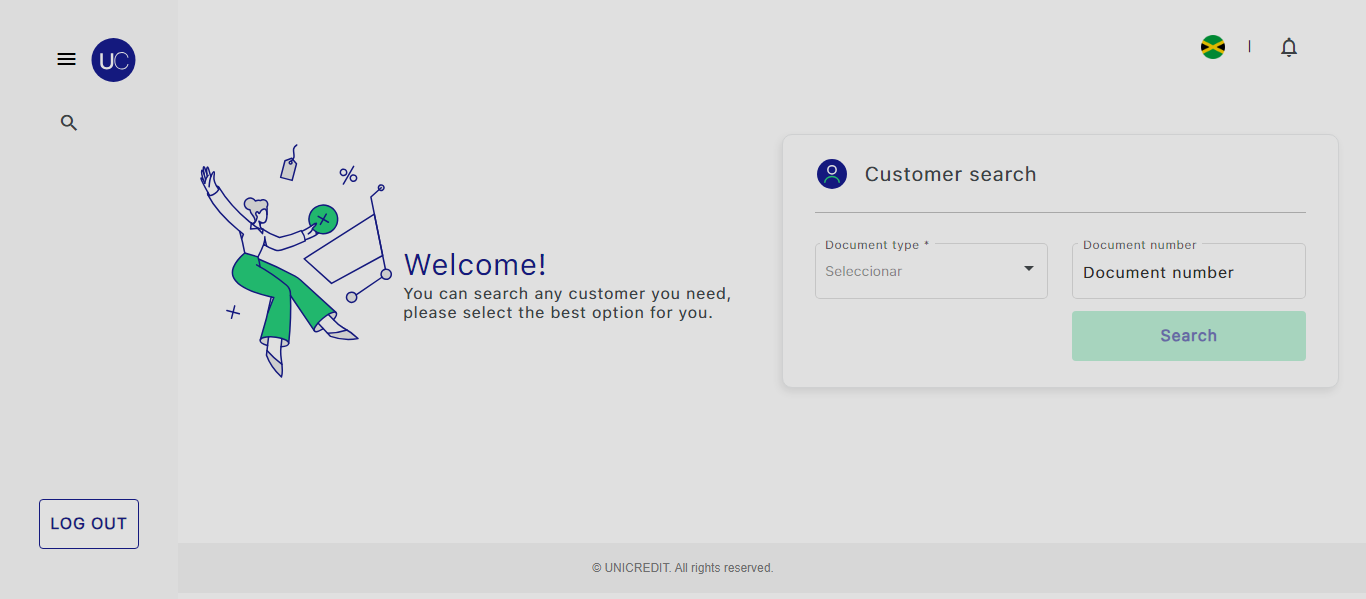 UC
Customer search
Document type *
Seleccionar
Document number
Document number
Search
Welcome!
You can search any customer you need,
please select the best option for you.
LOG OUT
© UNICREDIT. All rights reserved.